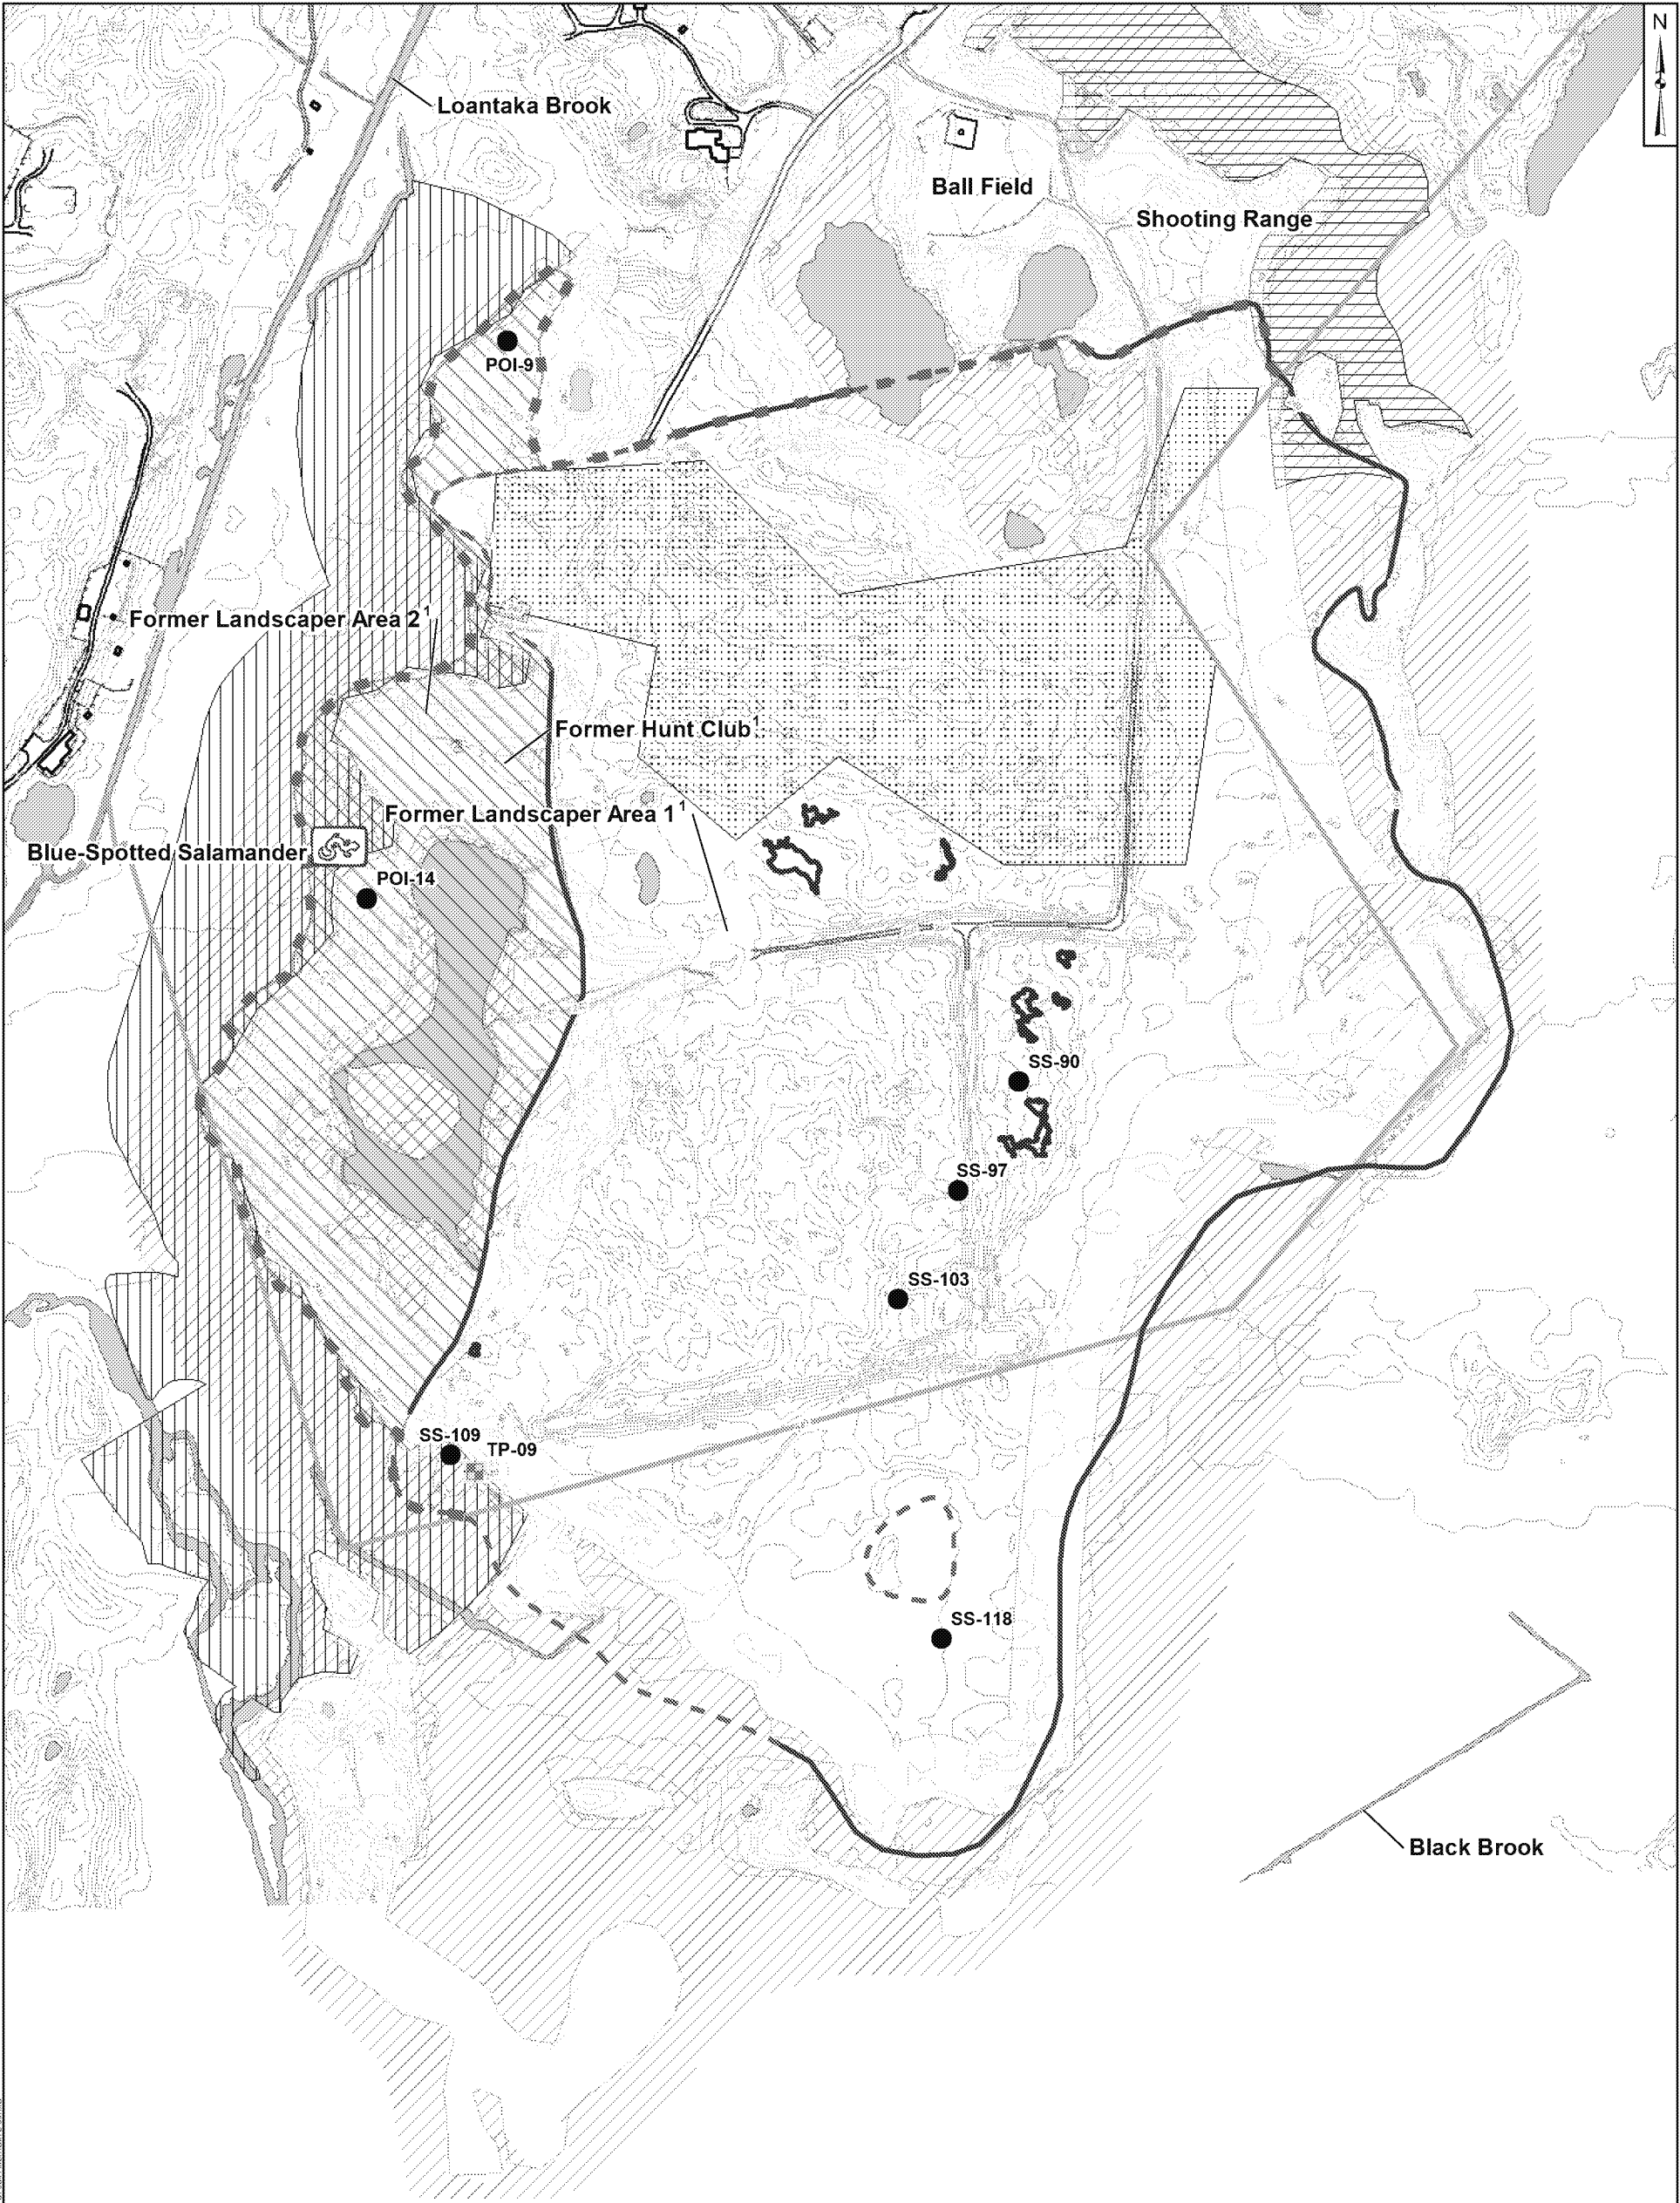 N
Loantaka Brook
Ball Field
Shooting Range
POI-9
Former Landscaper Area 2¹
Former Hunt Club¹
Former Landscaper Area 1¹
Blue-Spotted Salamander
POI-14
SS-90
SS-97
SS-103
SS-109
TP-09
SS-118
Black Brook